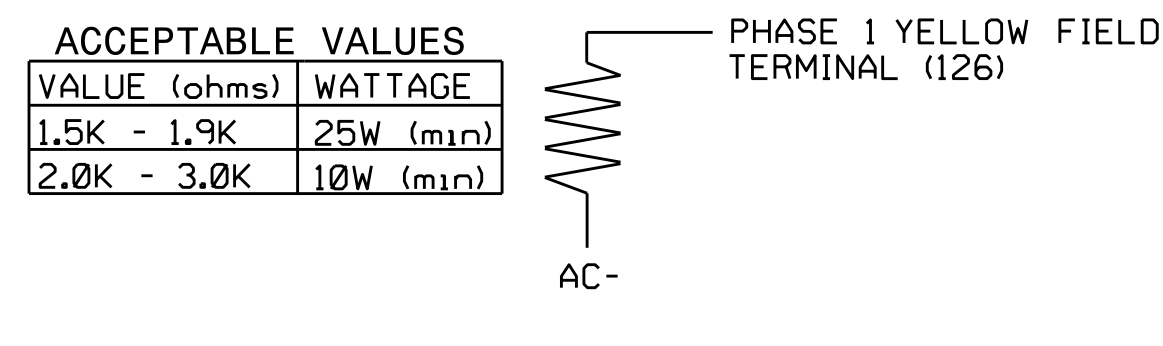 ACCEPTABLE VALUES
VALUE (ohms) WATTAGE
1.5K - 1.9K 25W (min)
2.0K - 3.0K 10W (min)
PHASE 1 YELLOW FIELD
TERMINAL (126)
AC-